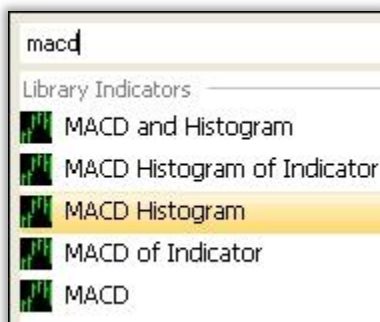 macd
Library Indicators
MACD and Histogram
MACD Histogram of Indicator
MACD Histogram
MACD of Indicator
MACD